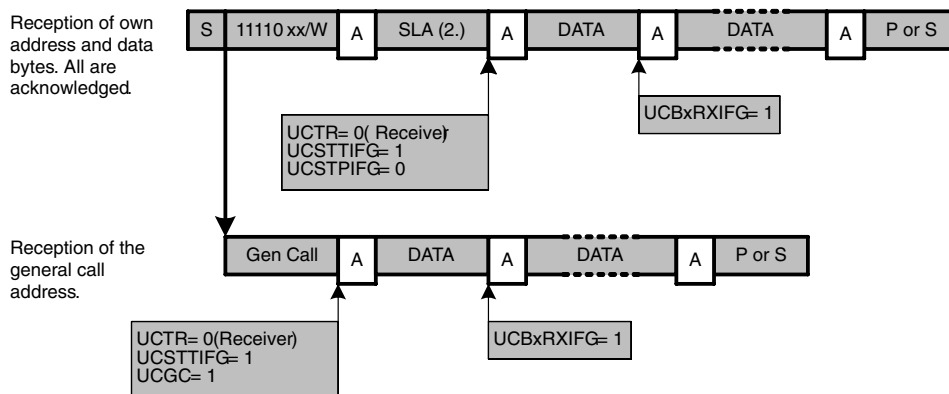 Reception of own
address and data
bytes. All are
acknowledged.
S 11110 xx/W A SLA (2.) A DATA A DATA A P or S
UCTR= 0( Receiver)
UCSTTIFG= 1
UCSTPIFG= 0
UCBxRXIFG= 1
Reception of the
general call
address.
Gen Call A DATA A DATA A P or S
UCTR= 0(Receiver)
UCSTTIFG= 1
UCGC= 1
UCBxRXIFG= 1